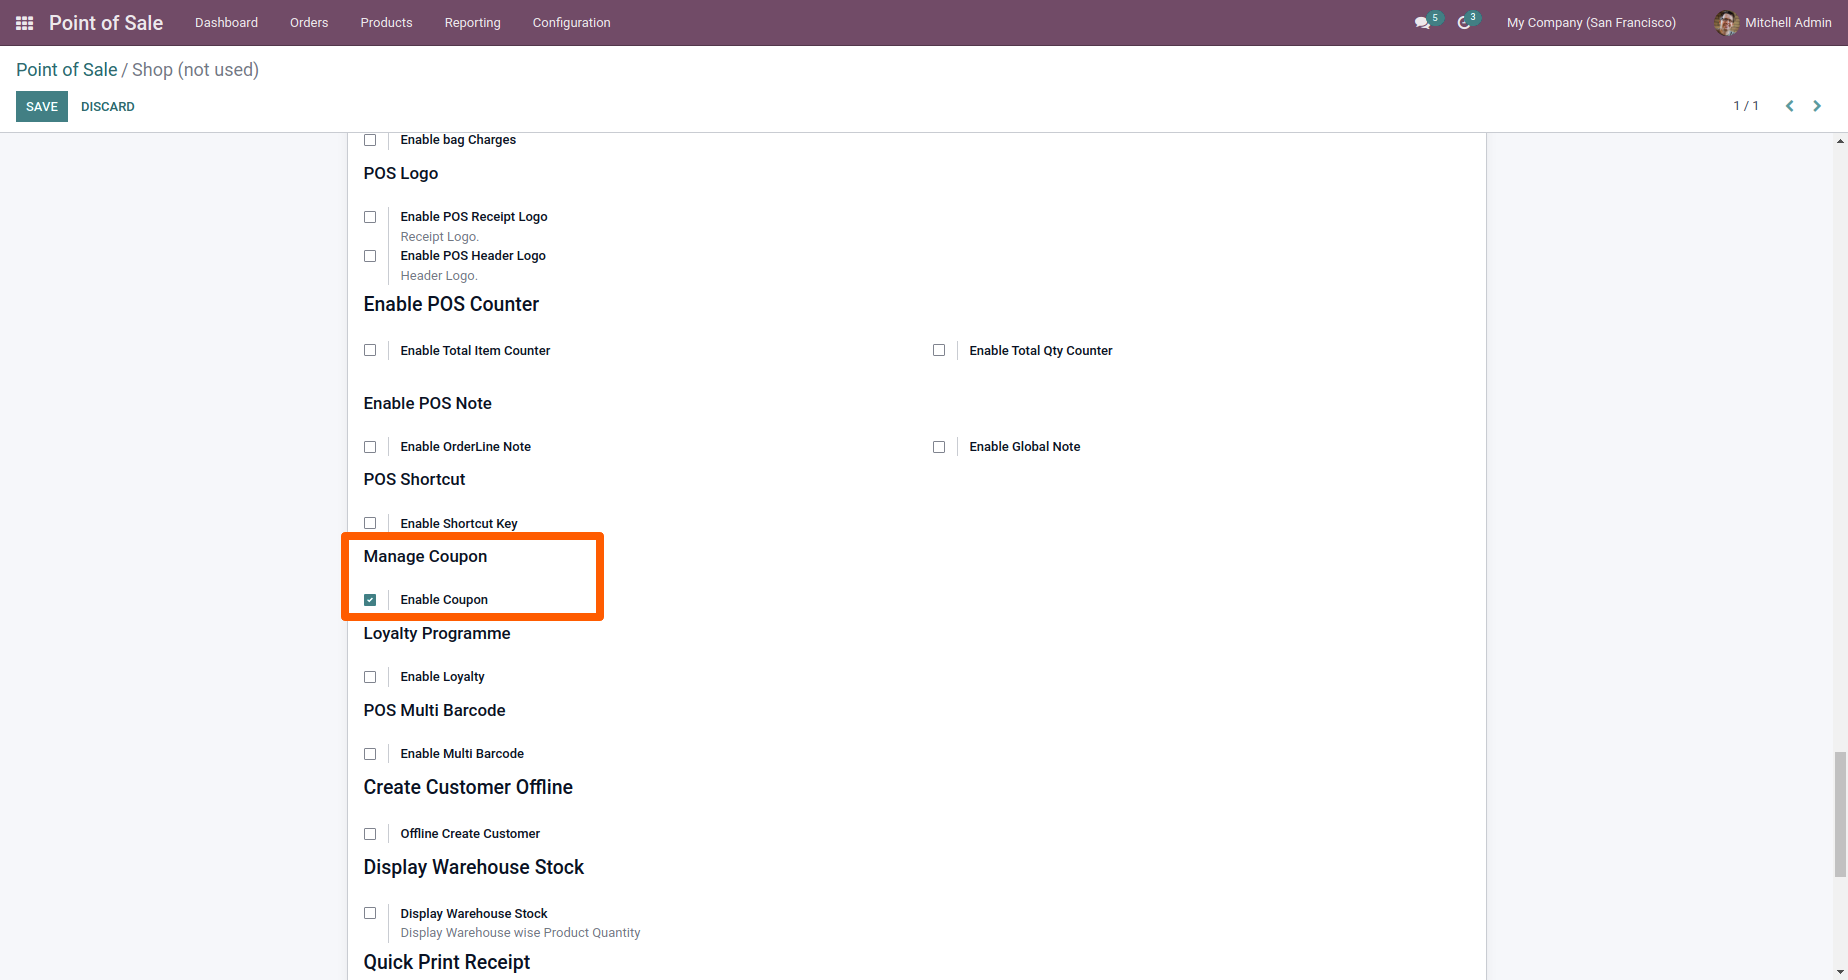 Point of Sale Dashboard Orders Products Reporting Configuration 5 3 My Company (San Francisco) Mitchell Admin
Point of Sale / Shop (not used)
SAVE DISCARD 1 / 1
Enable bag Charges
POS Logo
Enable POS Receipt Logo
Receipt Logo.
Enable POS Header Logo
Header Logo.
Enable POS Counter
Enable Total Item Counter Enable Total Qty Counter
Enable POS Note
Enable OrderLine Note Enable Global Note
POS Shortcut
Enable Shortcut Key
Manage Coupon
Enable Coupon
Loyalty Programme
Enable Loyalty
POS Multi Barcode
Enable Multi Barcode
Create Customer Offline
Offline Create Customer
Display Warehouse Stock
Display Warehouse Stock
Display Warehouse wise Product Quantity
Quick Print Receipt